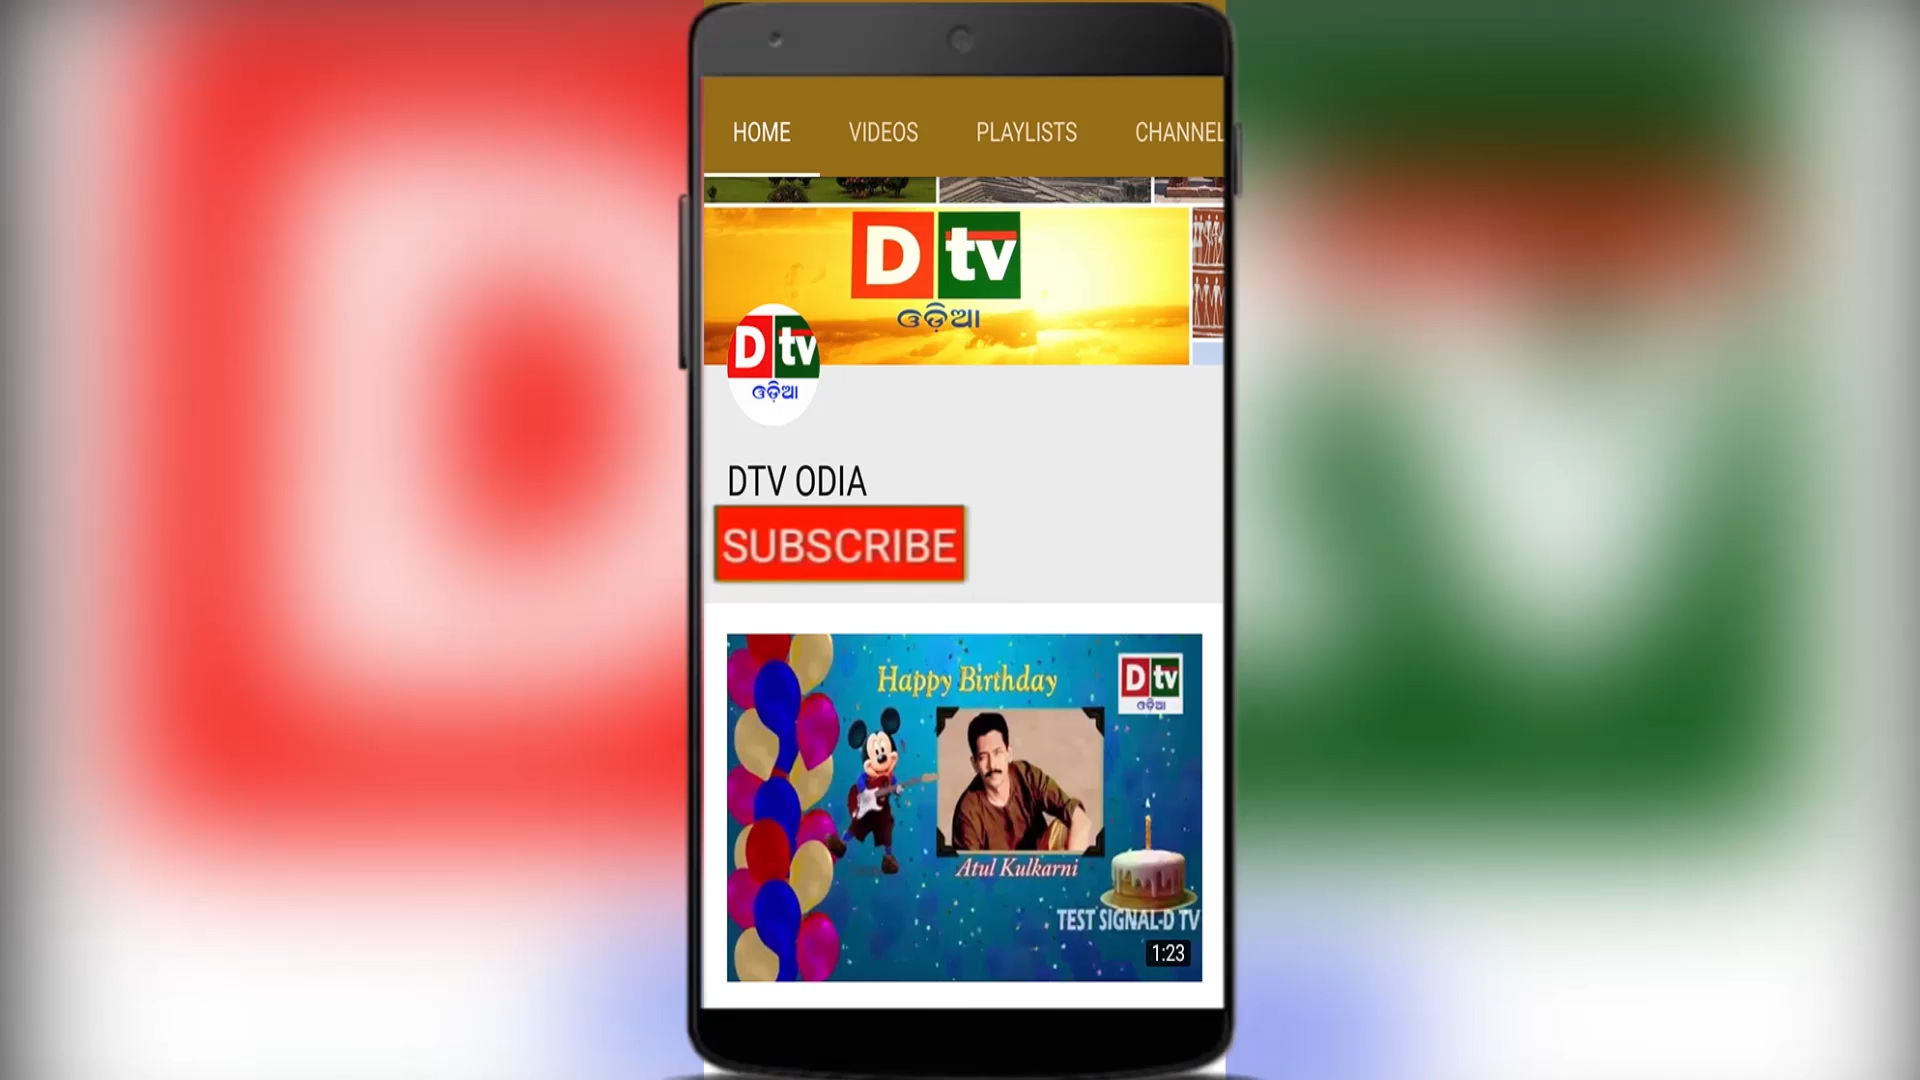 HOME VIDEOS PLAYLISTS CHANNEL
D tv
ଓଡ଼ିଆ
D tv
ଓଡ଼ିଆ
DTV ODIA
SUBSCRIBE
Happy Birthday
D tv
ଓଡ଼ିଆ
Atul Kulkarni
TEST SIGNAL-D TV
1:23